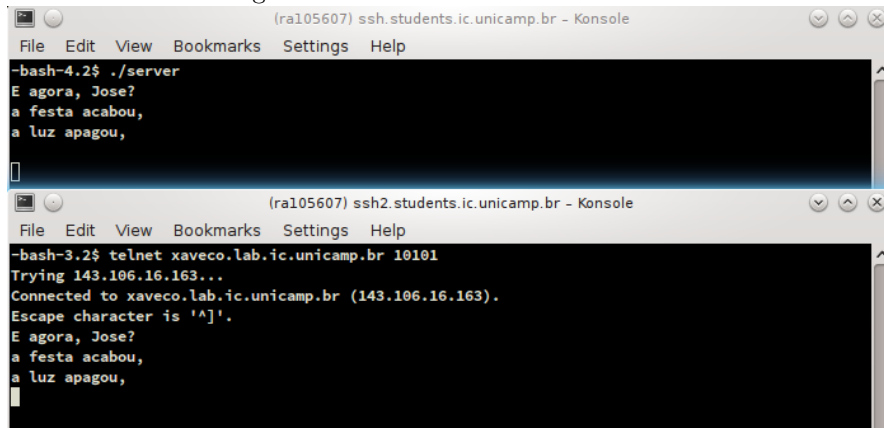 (ra105607) ssh.students.ic.unicamp.br – Konsole
File Edit View Bookmarks Settings Help
-bash-4.2$ ./server
E agora, Jose?
a festa acabou,
a luz apagou,
(ra105607) ssh2.students.ic.unicamp.br – Konsole
File Edit View Bookmarks Settings Help
-bash-3.2$ telnet xaveco.lab.ic.unicamp.br 10101
Trying 143.106.16.163...
Connected to xaveco.lab.ic.unicamp.br (143.106.16.163).
Escape character is '^]'.
E agora, Jose?
a festa acabou,
a luz apagou,